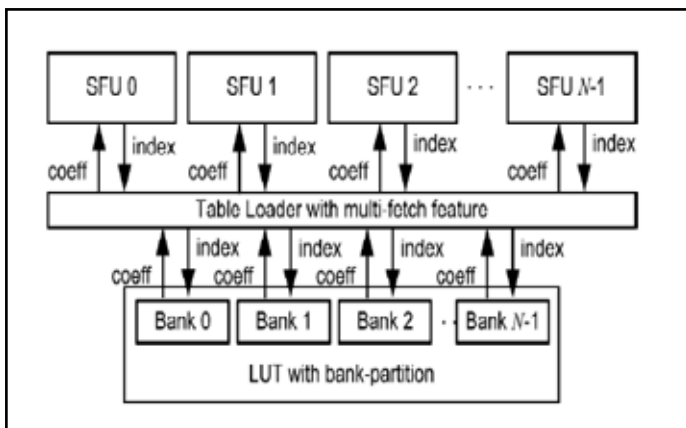 SFU 0 SFU 1 SFU 2 ... SFU N-1
coeff index coeff index coeff index coeff index
Table Loader with multi-fetch feature
coeff index coeff index coeff index coeff index
Bank 0 Bank 1 Bank 2 .. Bank N-1
LUT with bank-partition